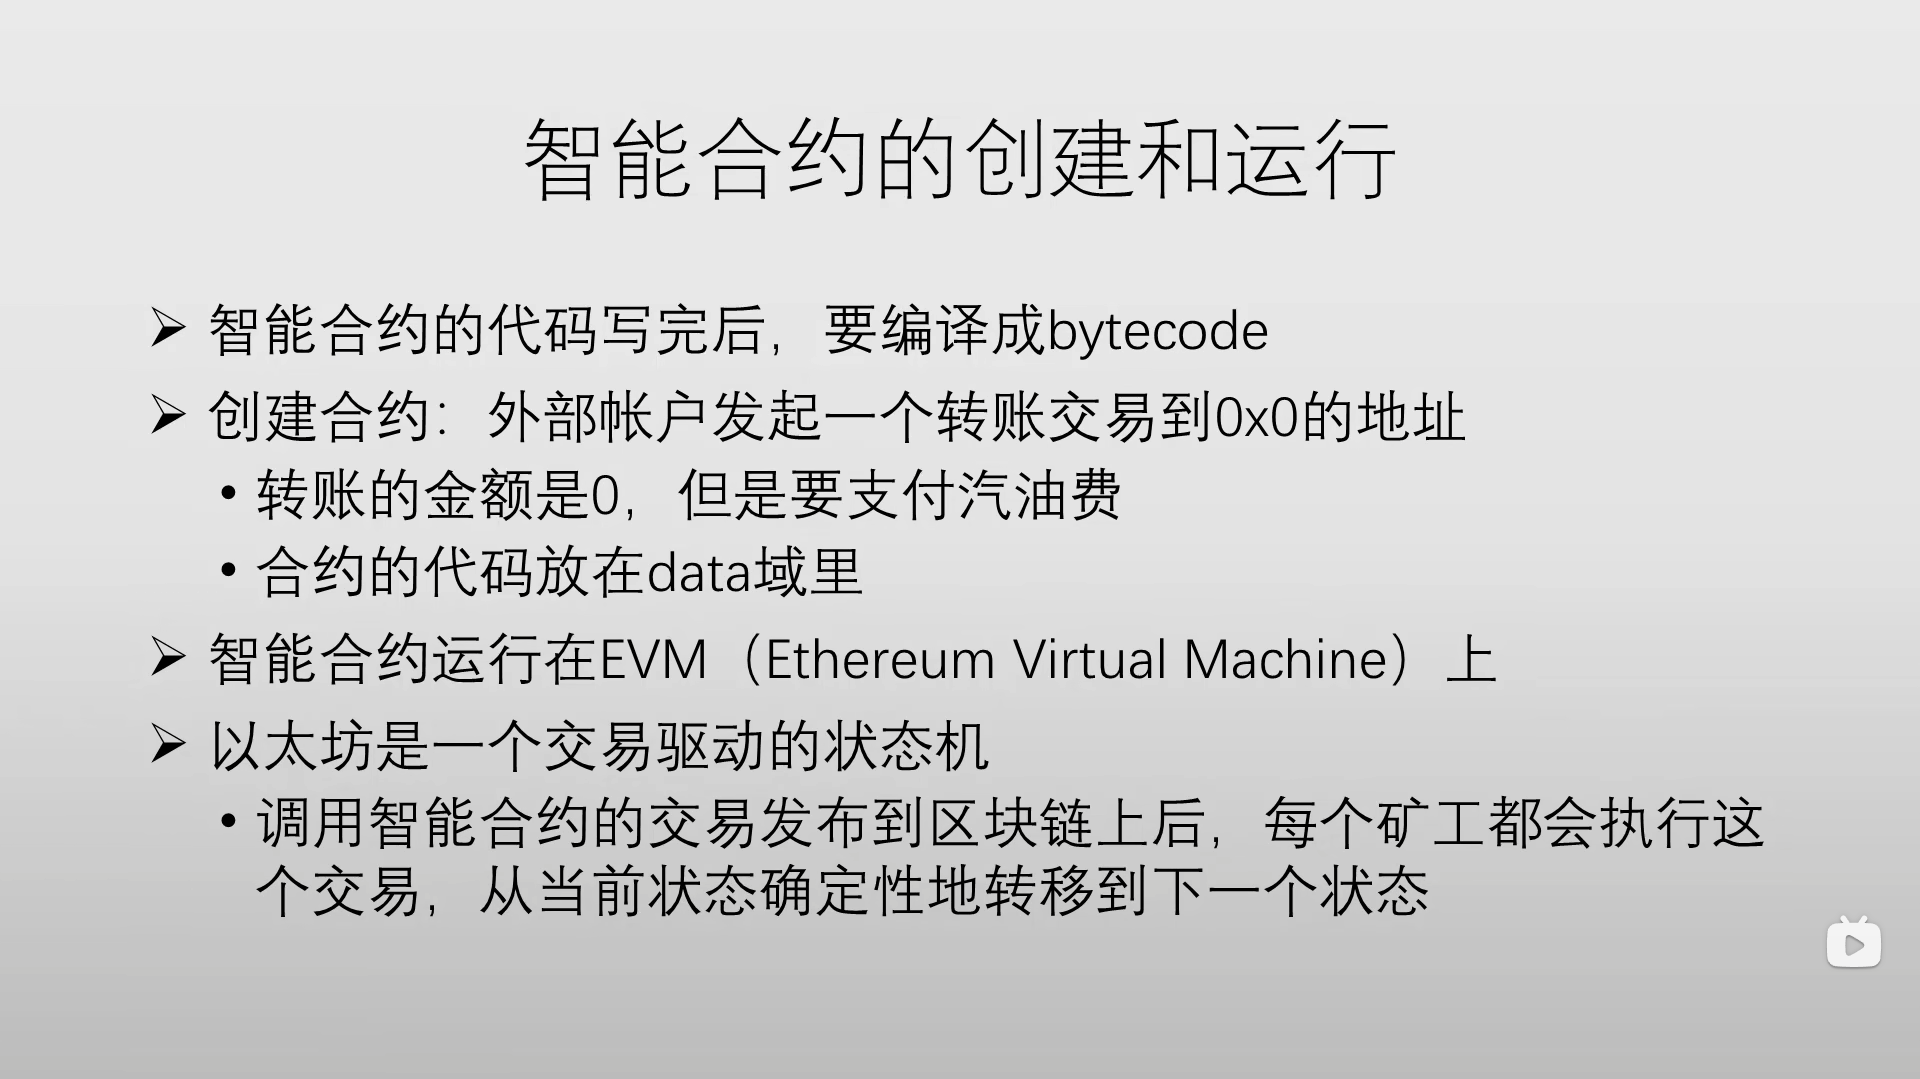 智能合约的创建和运行
➢ 智能合约的代码写完后，要编译成bytecode
➢ 创建合约：外部帐户发起一个转账交易到0x0的地址
• 转账的金额是0，但是要支付汽油费
• 合约的代码放在data域里
➢ 智能合约运行在EVM（Ethereum Virtual Machine）上
➢ 以太坊是一个交易驱动的状态机
• 调用智能合约的交易发布到区块链上后，每个矿工都会执行这
个交易，从当前状态确定性地转移到下一个状态